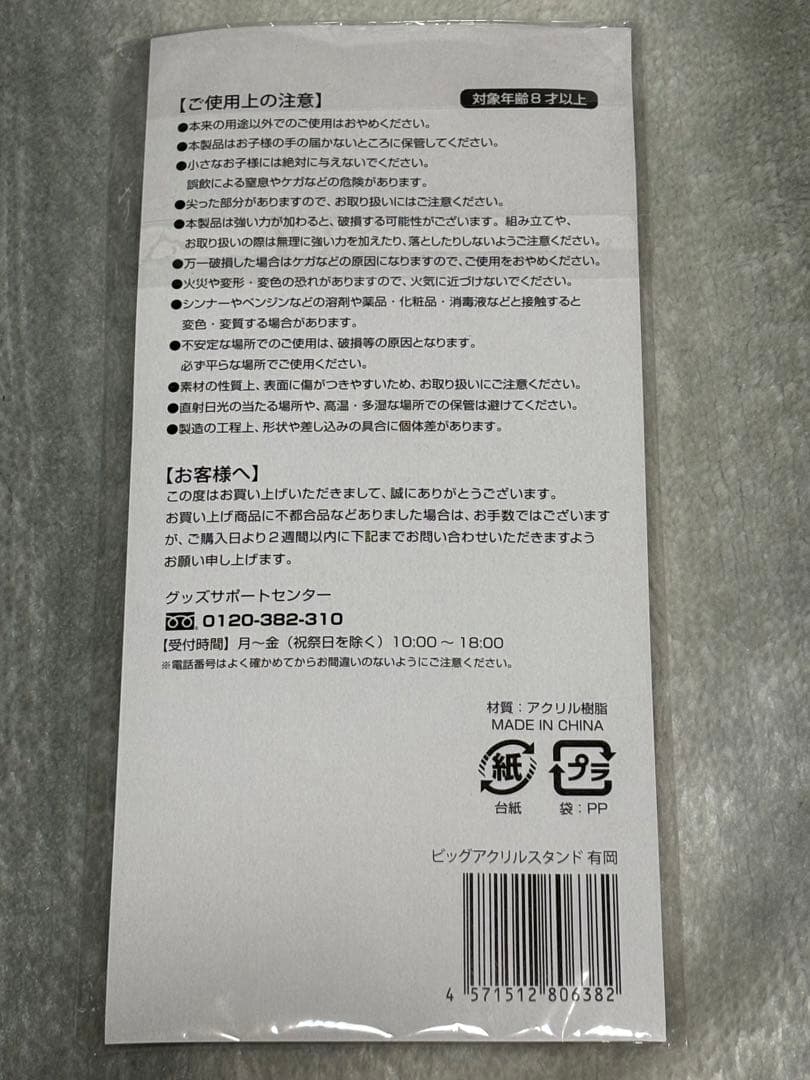 【ご使用上の注意】
対象年齢8才以上
●本来の用途以外でのご使用はおやめください。
●本製品はお子様の手の届かないところに保管してください。
●小さなお子様には絶対に与えないでください。
誤飲による窒息やケガなどの危険があります。
●尖った部分がありますので、お取り扱いにはご注意ください。
●本製品は強い力が加わると、破損する可能性がございます。組み立てや、
お取り扱いの際は無理に強い力を加えたり、落としたりしないようご注意ください。
●万一破損した場合はケガなどの原因になりますので、ご使用をおやめください。
●火災や変形・変色の恐れがありますので、火気に近づけないでください。
●シンナーやベンジンなどの溶剤や薬品・化粧品・消毒液などと接触すると
変色・変質する場合があります。
●不安定な場所でのご使用は、破損等の原因となります。
必ず平らな場所でご使用ください。
●素材の性質上、表面に傷がつきやすいため、お取り扱いにご注意ください。
●直射日光の当たる場所や、高温・多湿な場所での保管は避けてください。
●製造の工程上、形状や差し込みの具合に個体差があります。
【お客様へ】
この度はお買い上げいただきまして、誠にありがとうございます。
お買い上げ商品に不都合品などありました場合は、お手数ではございます
が、ご購入日より2週間以内に下記までお問い合わせいただきますよう
お願い申し上げます。
グッズサポートセンター
0120-382-310
【受付時間】月〜金(祝祭日を除く)10:00〜18:00
※電話番号はよく確かめてからお間違いのないようにご注意ください。
材質:アクリル樹脂
MADE IN CHINA
紙 プラ
台紙 袋:PP
ビッグアクリルスタンド 有岡
4 571512 806382